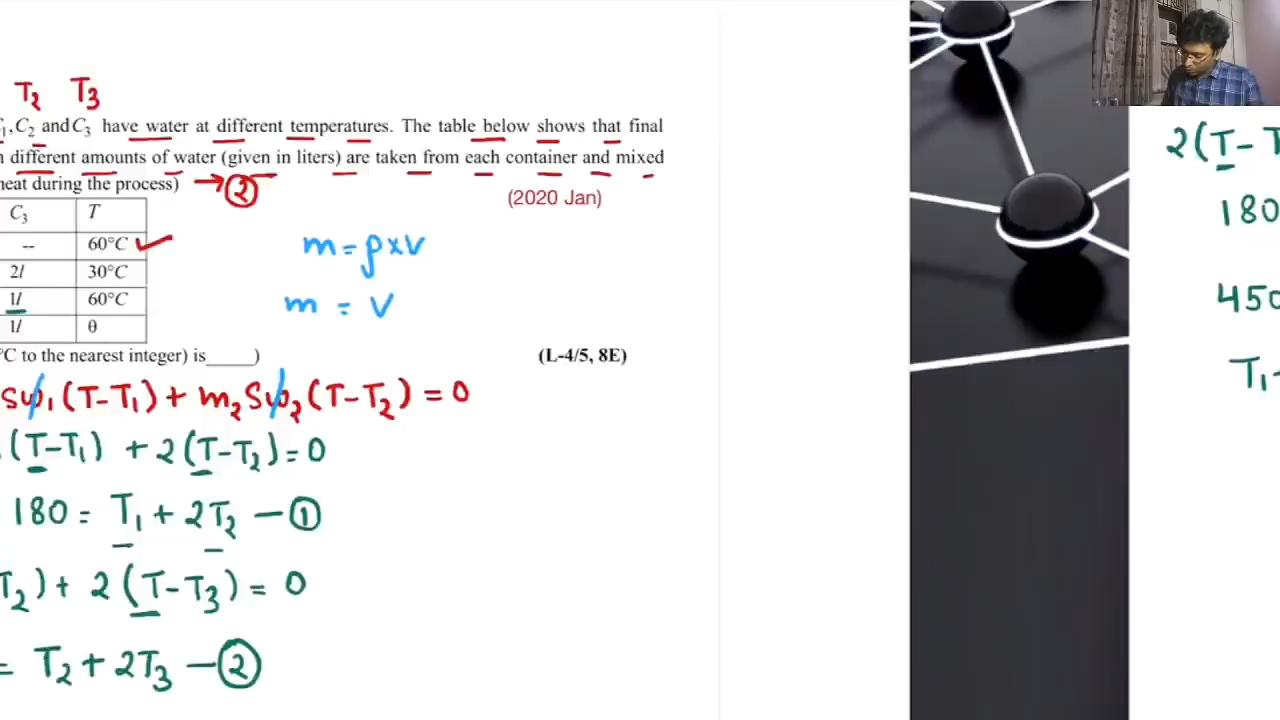 T2 T3
C2 and C3 have water at different temperatures. The table below shows that final
different amounts of water (given in liters) are taken from each container and mixed
heat during the process) → ②
(2020 Jan)
C3 T
-- 60°C ✓
2l 30°C
1l 60°C
1l θ
m = ρ x V
m = V
°C to the nearest integer) is_____) (L-4/5, 8E)
(T-T1) + m2 (T-T2) = 0
(T-T1) + 2(T-T2) = 0
180 = T1 + 2T2 — ①
T2) + 2 (T-T3) = 0
= T2 + 2T3 — ②
2(T-
180
450
T1